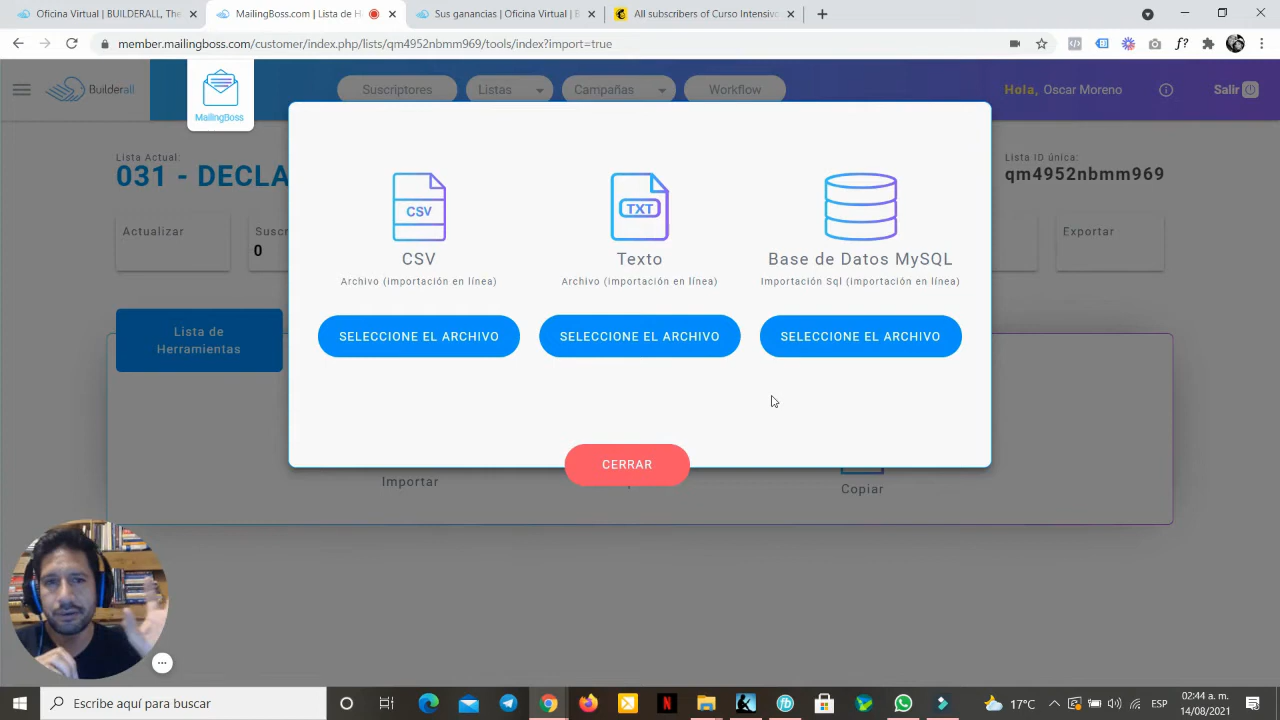 Oficina Virtual | BUILDERALL, The
MailingBoss.com | Lista de H
Sus ganancias | Oficina Virtual | B
All subscribers of Curso Intensivo
member.mailingboss.com/customer/index.php/lists/qm4952nbmm969/tools/index?import=true
Builderall
MailingBoss
Suscriptores
Listas
Campañas
Workflow
Hola, Oscar Moreno
Salir
Lista Actual:
031 - DECLA
Lista ID única:
qm4952nbmm969
Actualizar
Suscr
0
Exportar
Lista de
Herramientas
CSV
TXT
CSV
Texto
Base de Datos MySQL
Archivo (importación en línea)
Archivo (importación en línea)
Importación Sql (importación en línea)
SELECCIONE EL ARCHIVO
SELECCIONE EL ARCHIVO
SELECCIONE EL ARCHIVO
CERRAR
Importar
Copiar
Escribe aquí para buscar
17°C
ESP
02:44 a. m.
14/08/2021